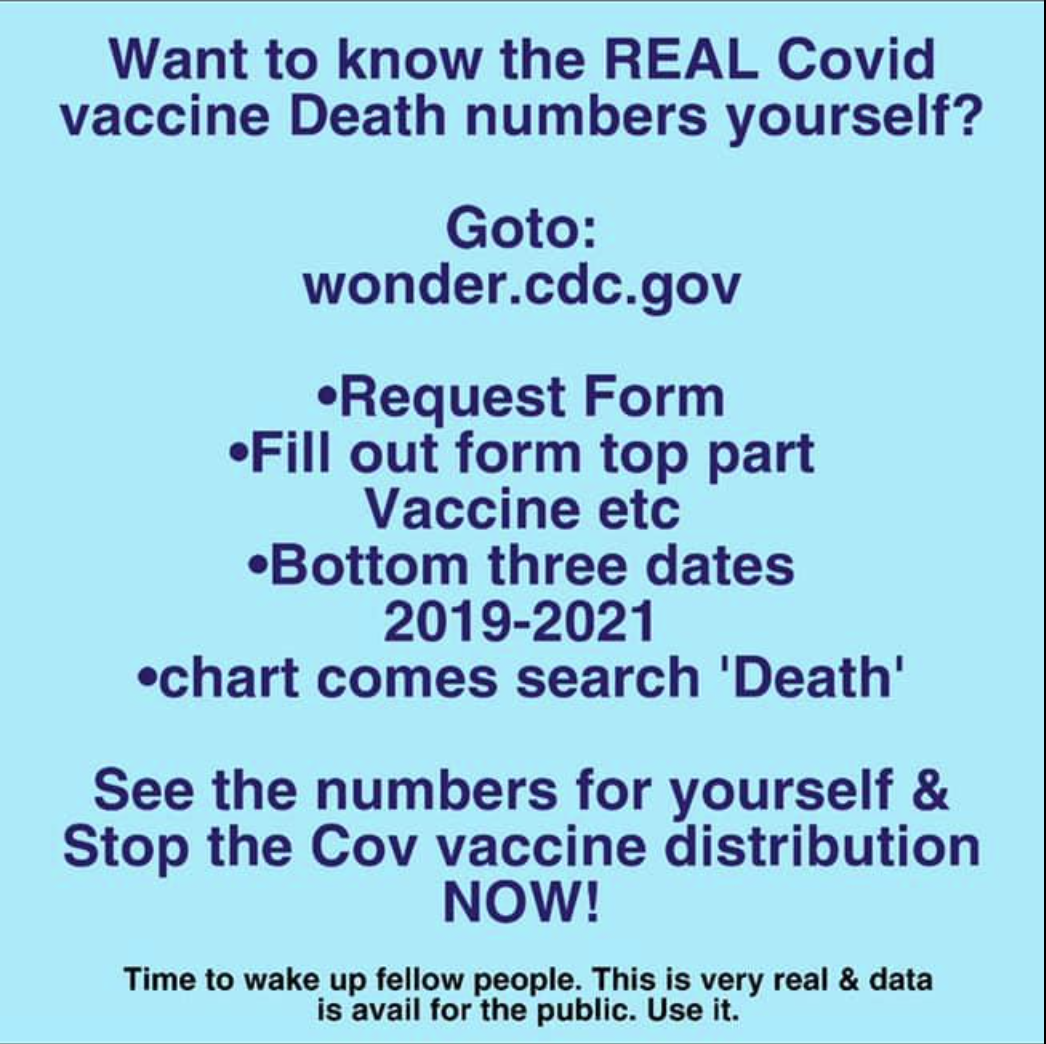 Want to know the REAL Covid
vaccine Death numbers yourself?
Goto:
wonder.cdc.gov
•Request Form
•Fill out form top part
Vaccine etc
•Bottom three dates
2019-2021
•chart comes search 'Death'
See the numbers for yourself &
Stop the Cov vaccine distribution
NOW!
Time to wake up fellow people. This is very real & data
is avail for the public. Use it.